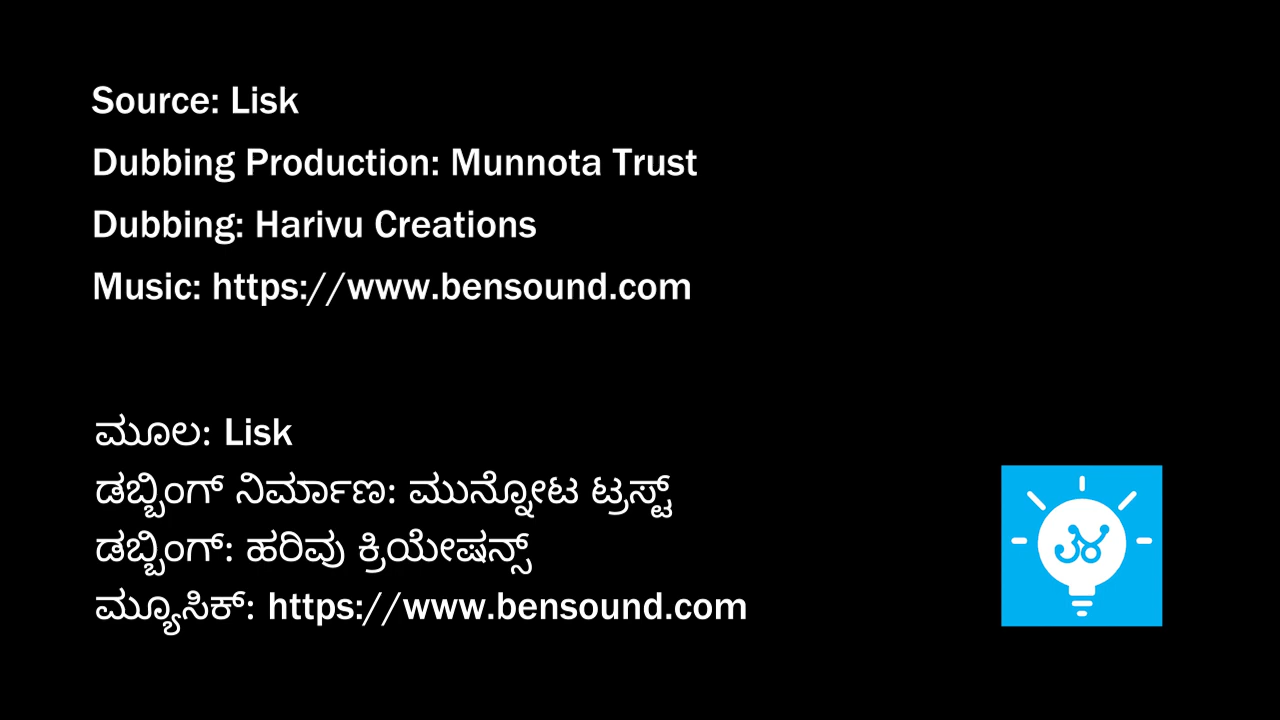 Source: Lisk
Dubbing Production: Munnota Trust
Dubbing: Harivu Creations
Music: https://www.bensound.com
ಮೂಲ: Lisk
ಡಬ್ಬಿಂಗ್ ನಿರ್ಮಾಣ: ಮುನ್ನೋಟ ಟ್ರಸ್ಟ್
ಡಬ್ಬಿಂಗ್: ಹರಿವು ಕ್ರಿಯೇಷನ್ಸ್
ಮ್ಯೂಸಿಕ್: https://www.bensound.com